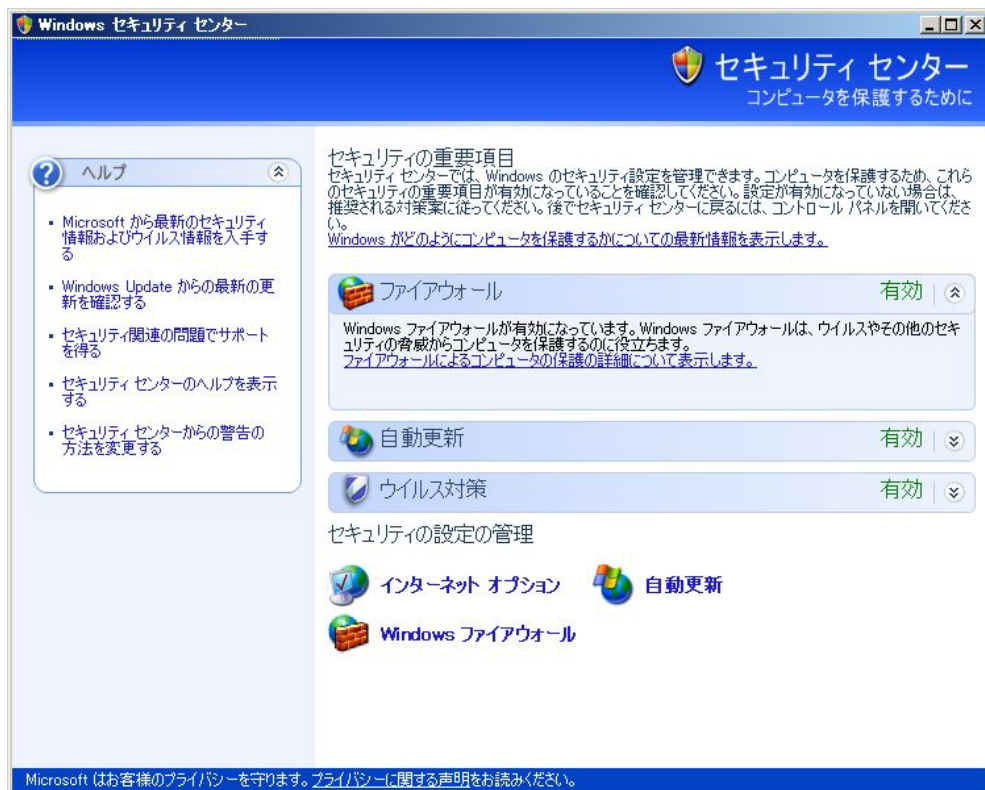 Windows セキュリティ センター
セキュリティ センター
コンピュータを保護するために
ヘルプ
Microsoft から最新のセキュリティ
情報およびウイルス情報を入手す
る
Windows Update からの最新の更
新を確認する
セキュリティ関連の問題でサポート
を得る
セキュリティ センターのヘルプを表示
する
セキュリティ センターからの警告の
方法を変更する
セキュリティの重要項目
セキュリティ センターでは、Windows のセキュリティ設定を管理できます。コンピュータを保護するため、これら
のセキュリティの重要項目が有効になっていることを確認してください。設定が有効になっていない場合は、
推奨される対策案に従ってください。後でセキュリティ センターに戻るには、コントロール パネルを開いてくださ
い。
Windows がどのようにコンピュータを保護するかについての最新情報を表示します。
ファイアウォール 有効
Windows ファイアウォールが有効になっています。Windows ファイアウォールは、ウイルスやその他のセキ
ュリティの脅威からコンピュータを保護するのに役立ちます。
ファイアウォールによるコンピュータの保護の詳細について表示します。
自動更新 有効
ウイルス対策 有効
セキュリティの設定の管理
インターネット オプション 自動更新
Windows ファイアウォール
Microsoft はお客様のプライバシーを守ります。プライバシーに関する声明をお読みください。